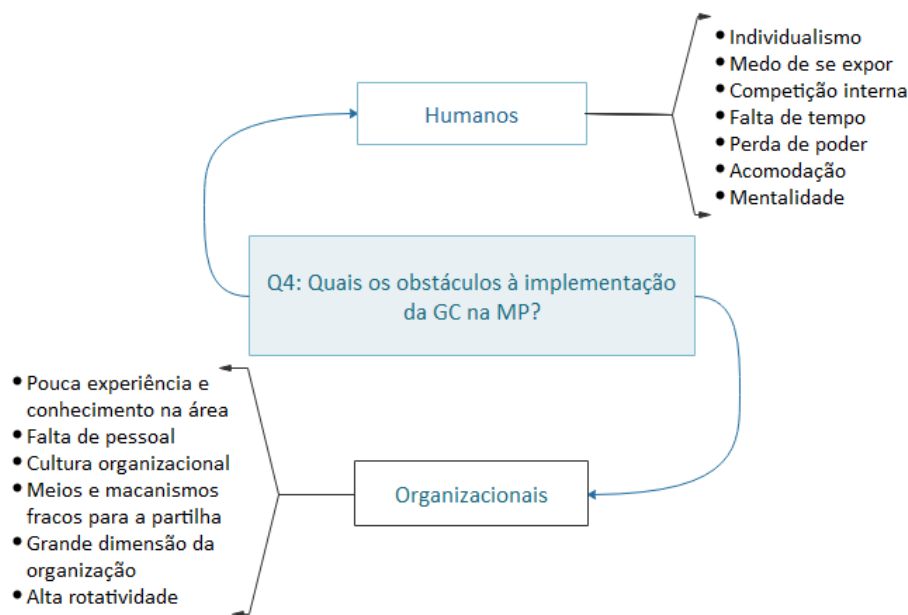 Humanos
• Individualismo
• Medo de se expor
• Competição interna
• Falta de tempo
• Perda de poder
• Acomodação
• Mentalidade
Q4: Quais os obstáculos à implementação
da GC na MP?
• Pouca experiência e
conhecimento na área
• Falta de pessoal
• Cultura organizacional
• Meios e macanismos
fracos para a partilha
• Grande dimensão da
organização
• Alta rotatividade
Organizacionais